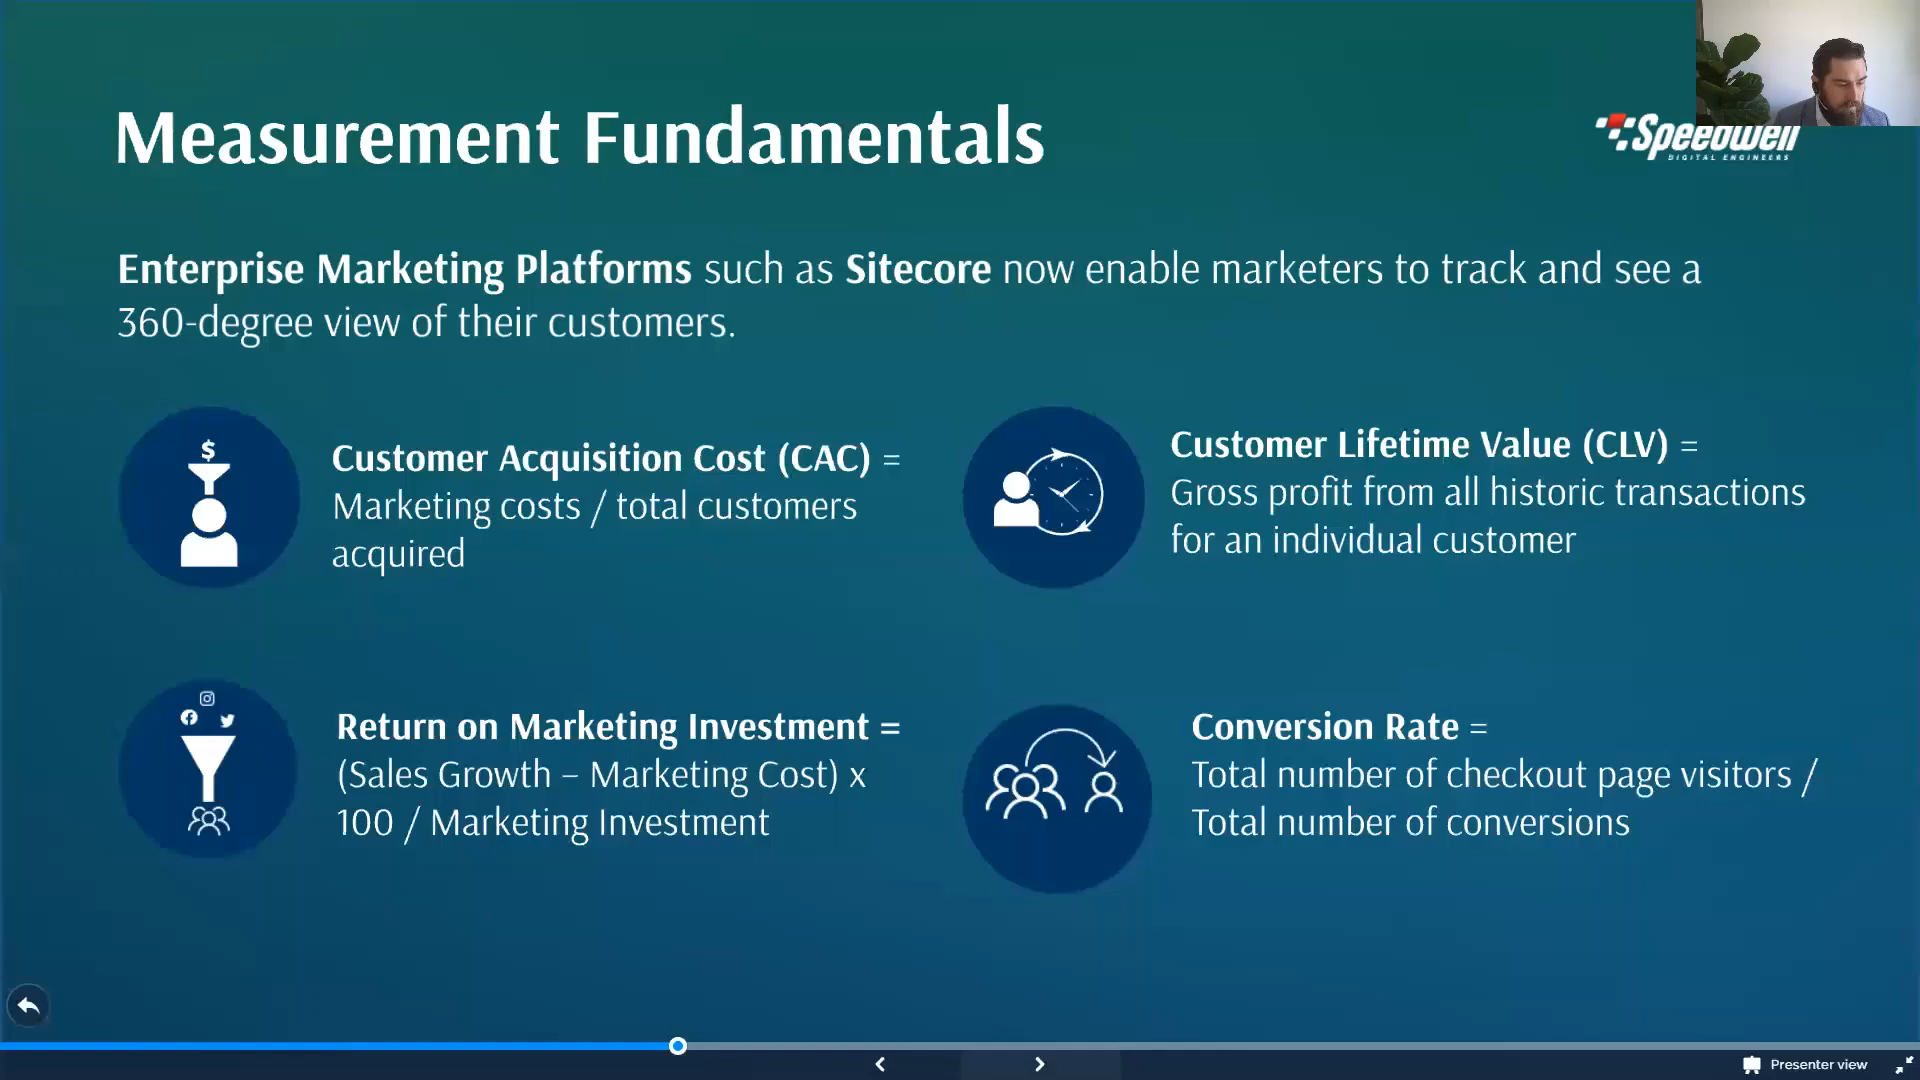 Measurement Fundamentals
Speedwell
DIGITAL ENGINEERS
Enterprise Marketing Platforms such as Sitecore now enable marketers to track and see a
360-degree view of their customers.
$
Customer Acquisition Cost (CAC) =
Marketing costs / total customers
acquired
Customer Lifetime Value (CLV) =
Gross profit from all historic transactions
for an individual customer
Return on Marketing Investment =
(Sales Growth – Marketing Cost) x
100 / Marketing Investment
Conversion Rate =
Total number of checkout page visitors /
Total number of conversions
Presenter view